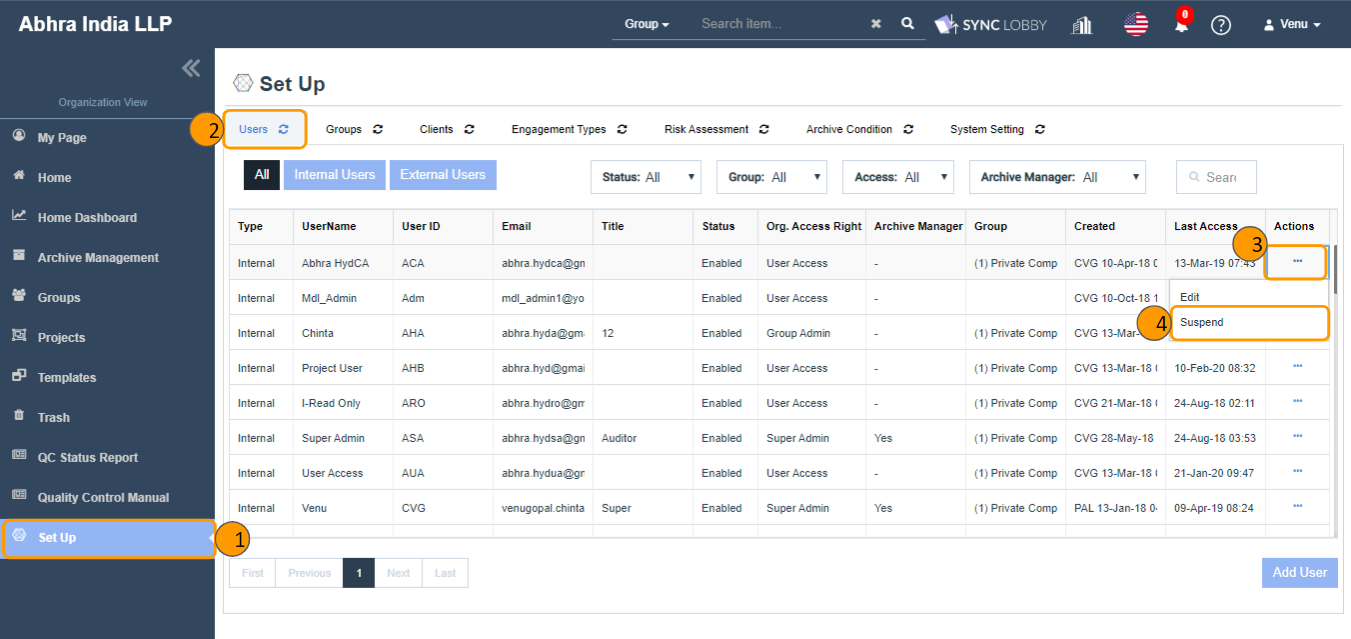 Abhra India LLP
Group
Search item...
SYNC LOBBY
0
?
Venu
Organization View
My Page
Home
Home Dashboard
Archive Management
Groups
Projects
Templates
Trash
QC Status Report
Quality Control Manual
Set Up
1
Set Up
2
Users Groups Clients Engagement Types Risk Assessment Archive Condition System Setting
All Internal Users External Users Status: All Group: All Access: All Archive Manager: All Sear
Type UserName User ID Email Title Status Org. Access Right Archive Manager Group Created Last Access Actions
3
Internal Abhra HydCA ACA abhra.hydca@gn Enabled User Access - (1) Private Comp CVG 10-Apr-18 0 13-Mar-19 07:43 ...
Internal Mdl_Admin Adm mdl_admin1@yo Enabled User Access - CVG 10-Oct-18 1
Edit
4
Suspend
Internal Chinta AHA abhra.hyda@gm 12 Enabled Group Admin (1) Private Comp CVG 13-Mar-
Internal Project User AHB abhra.hyd@gmai Enabled User Access - (1) Private Comp CVG 13-Mar-18 10-Feb-20 08:32 ...
Internal I-Read Only ARO abhra.hydro@gm Enabled User Access - (1) Private Comp CVG 21-Mar-18 24-Aug-18 02:11 ...
Internal Super Admin ASA abhra.hydsa@gn Auditor Enabled Super Admin Yes (1) Private Comp CVG 28-May-18 24-Aug-18 03:53 ...
Internal User Access AUA abhra.hydua@gr Enabled User Access - (1) Private Comp CVG 13-Mar-18 21-Jan-20 09:47 ...
Internal Venu CVG venugopal.chinta Super Enabled Super Admin Yes (1) Private Comp PAL 13-Jan-18 0 09-Apr-19 08:24 ...
First Previous 1 Next Last
Add User